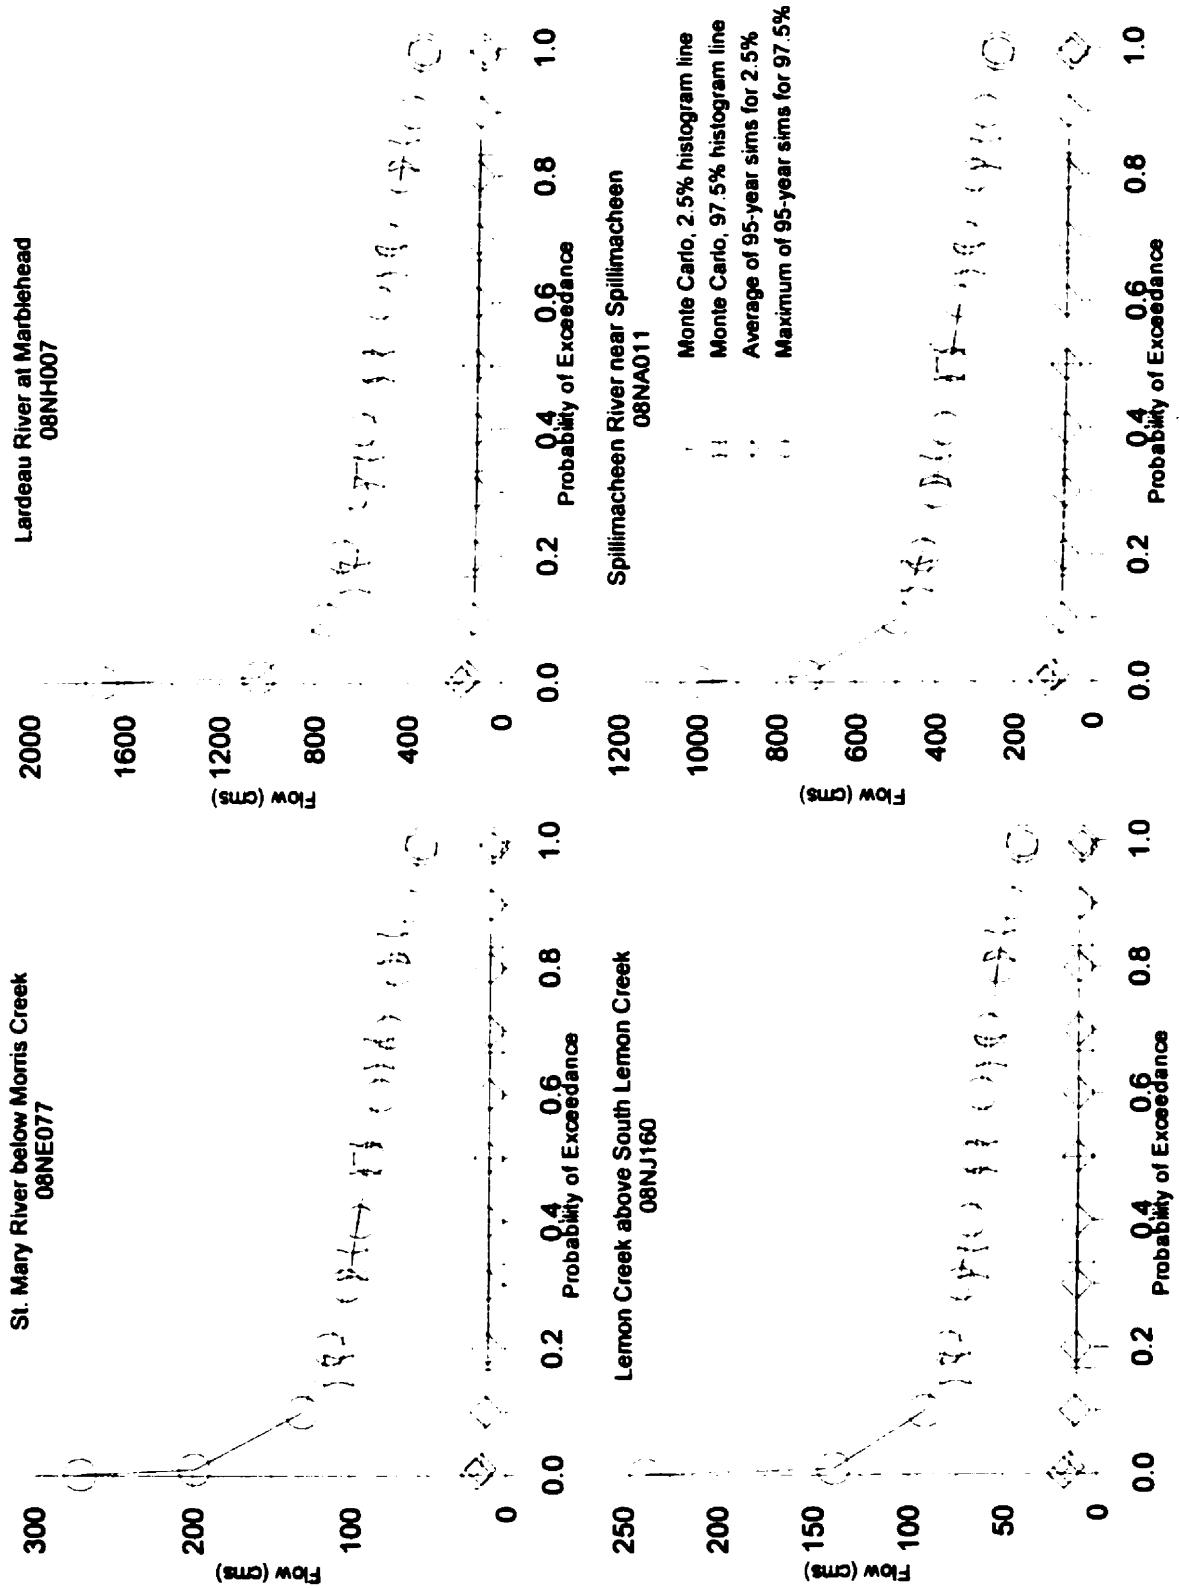 St. Mary River below Morris Creek
08NE077
Flow (cms)
300
200
100
0
0.0
0.2
0.4
0.6
0.8
1.0
Probability of Exceedance
Lardeau River at Marblehead
08NH007
Flow (cms)
2000
1600
1200
800
400
0
0.0
0.2
0.4
0.6
0.8
1.0
Probability of Exceedance
Lemon Creek above South Lemon Creek
08NJ160
Flow (cms)
250
200
150
100
50
0
0.0
0.2
0.4
0.6
0.8
1.0
Probability of Exceedance
Spillimacheen River near Spillimacheen
08NA011
Monte Carlo, 2.5% histogram line
Monte Carlo, 97.5% histogram line
Average of 95-year sims for 2.5%
Maximum of 95-year sims for 97.5%
Flow (cms)
1200
1000
800
600
400
200
0
0.0
0.2
0.4
0.6
0.8
1.0
Probability of Exceedance